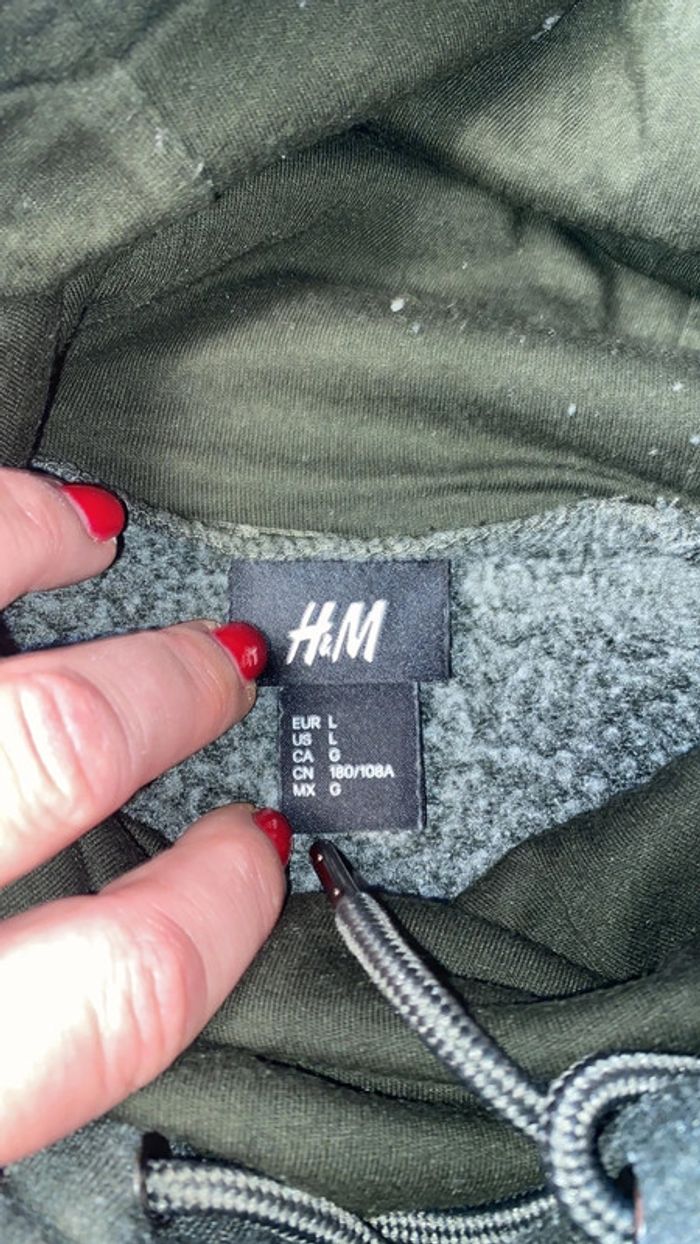 H&M
EUR L
US L
CA G
CN 180/108A
MX G